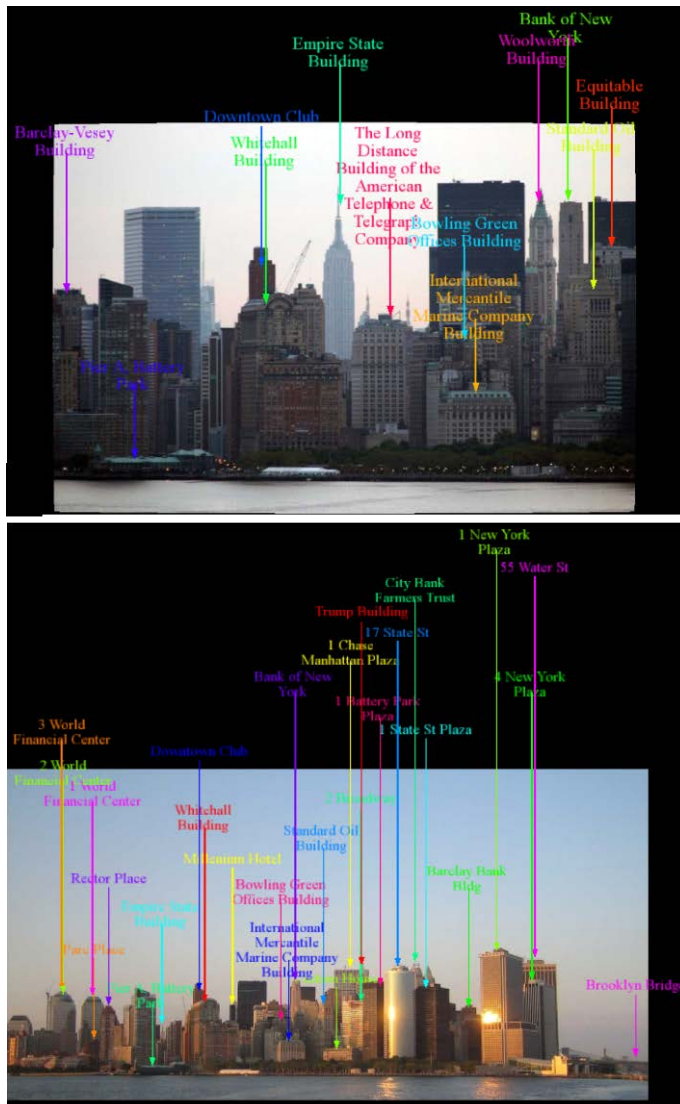 Bank of New
York
Empire State
Building
Woolworth
Building
Equitable
Building
Downtown Club
Barclay-Vesey
Building
Whitehall
Building
The Long
Distance
Building of the
American
Telephone &
Telegraph
Company
Standard Oil
Building
Bowling Green
Offices Building
International
Mercantile
Marine Company
Building
Pier A, Battery
Park
1 New York
Plaza
55 Water St
City Bank
Farmers Trust
Trump Building
17 State St
1 Chase
Manhattan Plaza
Bank of New
York
4 New York
Plaza
1 Battery Park
Plaza
1 State St Plaza
3 World
Financial Center
Downtown Club
2 World
Financial Center
1 World
Financial Center
2 Broadway
Whitehall
Building
Standard Oil
Building
Millenium Hotel
Barclay Bank
Bldg
Rector Place
Bowling Green
Offices Building
Empire State
Building
International
Mercantile
Marine Company
Building
Parc Place
Battery
Park
Brooklyn Bridge